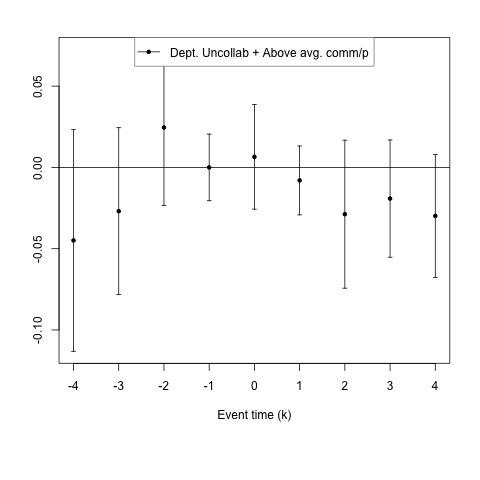 Dept. Uncollab + Above avg. comm/p
0.05
0.00
-0.05
-0.10
-4 -3 -2 -1 0 1 2 3 4
Event time (k)